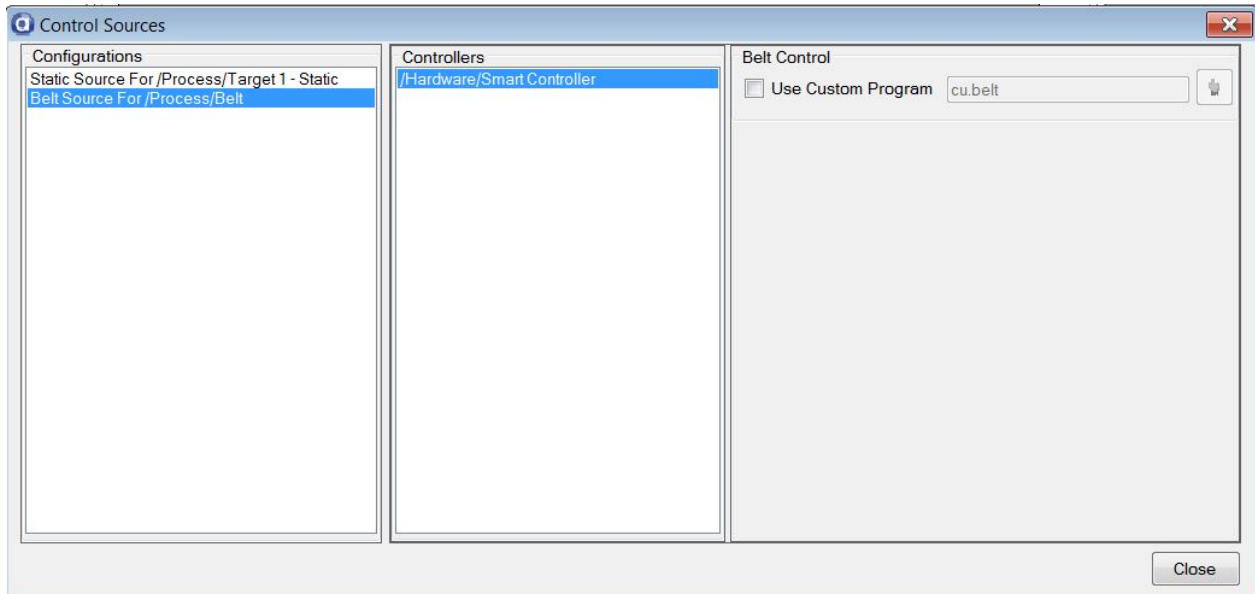 Control Sources
Configurations
Static Source For /Process/Target 1 - Static
Belt Source For /Process/Belt
Controllers
/Hardware/Smart Controller
Belt Control
Use Custom Program
cu.belt
Close